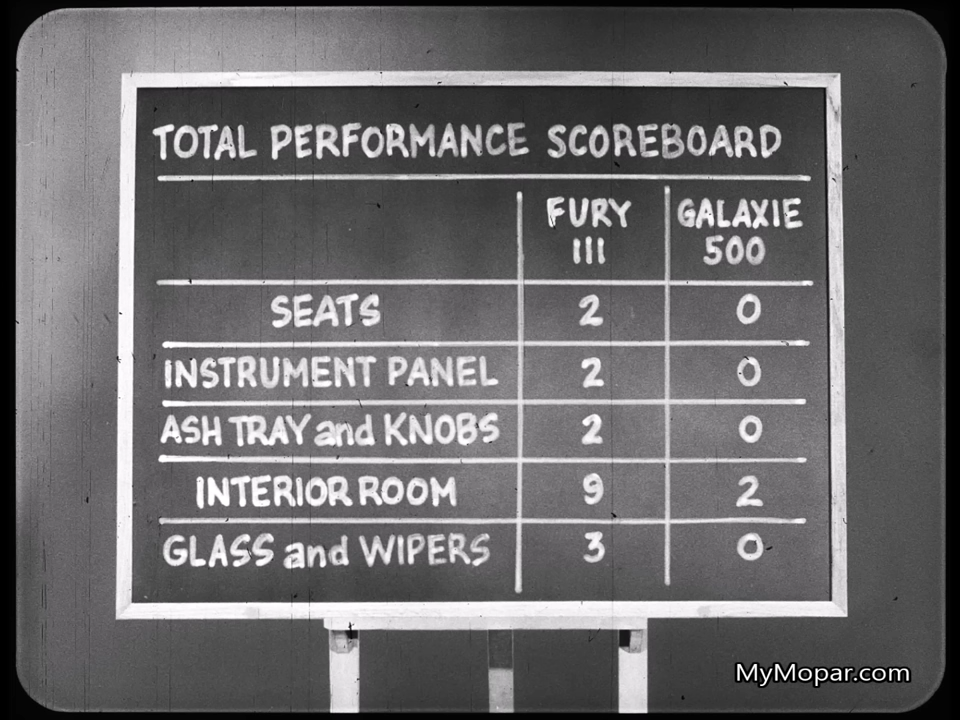 TOTAL PERFORMANCE SCOREBOARD
FURY III GALAXIE 500
SEATS 2 0
INSTRUMENT PANEL 2 0
ASH TRAY and KNOBS 2 0
INTERIOR ROOM 9 2
GLASS and WIPERS 3 0
MyMopar.com